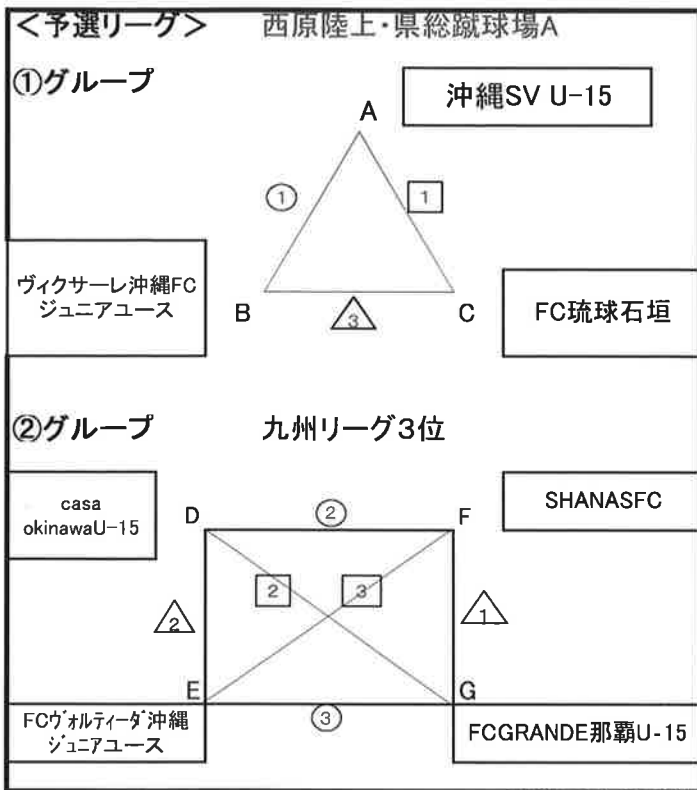 ＜予選リーグ＞ 西原陸上・県総蹴球場A
①グループ
沖縄SV U-15
A
① 1
ヴィクサーレ沖縄FC
ジュニアユース
B
C
3
FC琉球石垣
②グループ 九州リーグ3位
casa
okinawaU-15
D
②
F
SHANASFC
2 3
2 1
E
G
③
FCヴォルティーダ沖縄
ジュニアユース
FCGRANDE那覇U-15